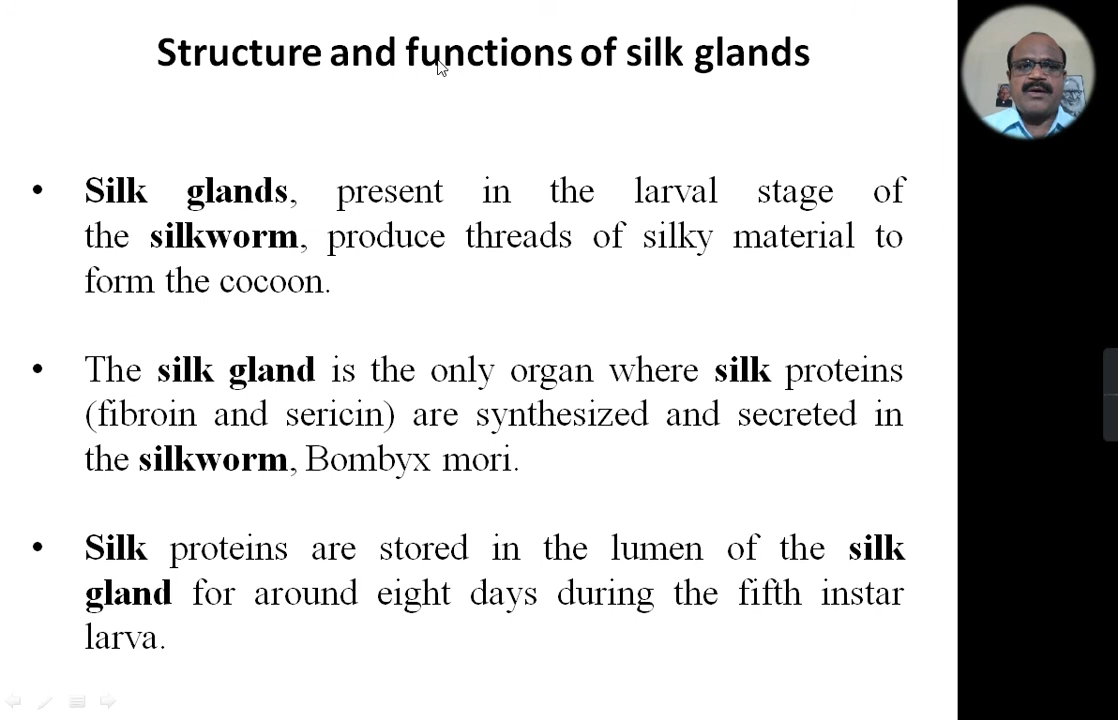 Structure and functions of silk glands
• Silk glands, present in the larval stage of
the silkworm, produce threads of silky material to
form the cocoon.
• The silk gland is the only organ where silk proteins
(fibroin and sericin) are synthesized and secreted in
the silkworm, Bombyx mori.
• Silk proteins are stored in the lumen of the silk
gland for around eight days during the fifth instar
larva.